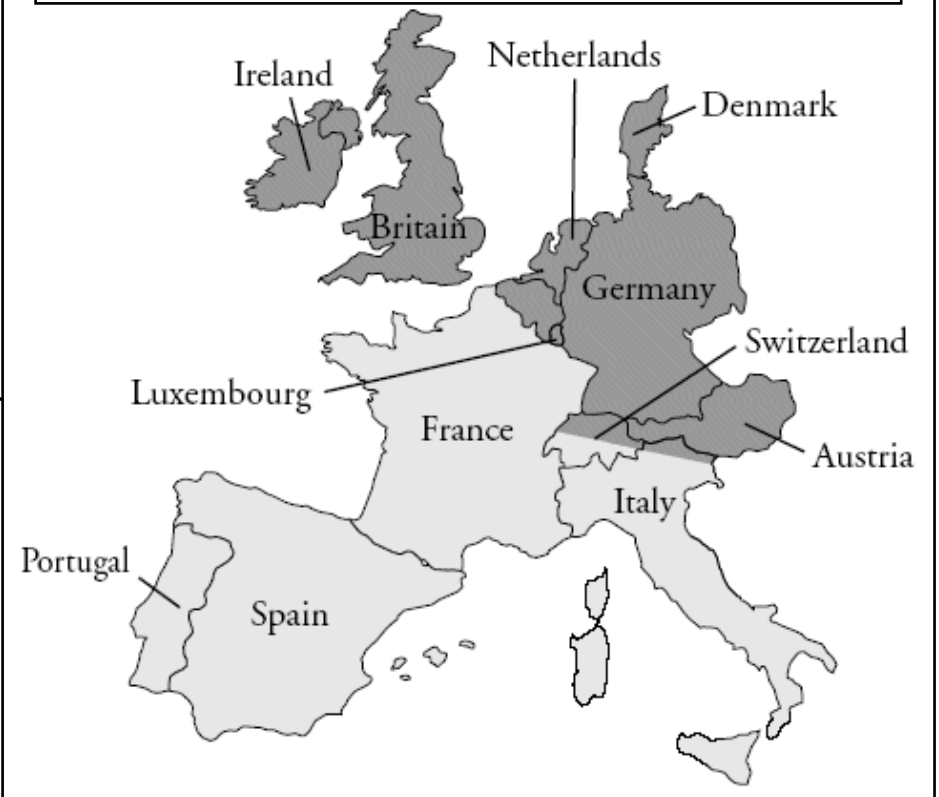 Netherlands
Ireland
Denmark
Britain
Germany
Switzerland
Luxembourg
France
Austria
Italy
Portugal
Spain